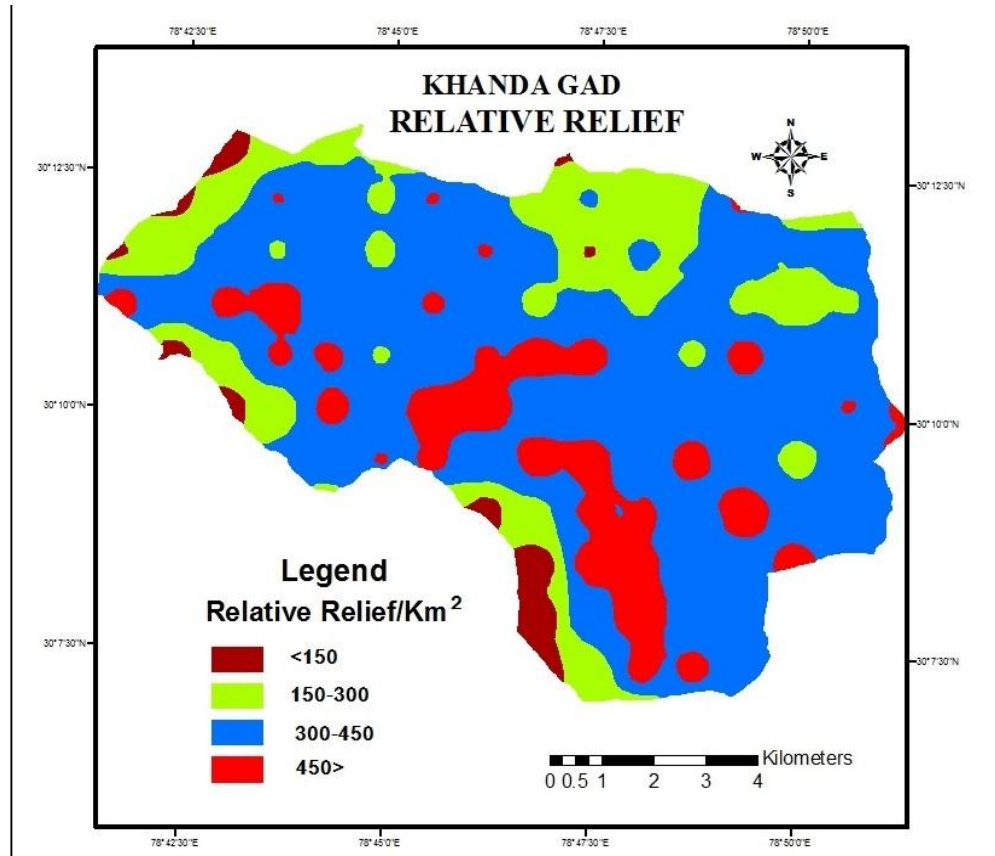 78°42'30"E 78°45'0"E 78°47'30"E 78°50'0"E
KHANDA GAD
RELATIVE RELIEF
N
W E
S
30°12'30"N 30°12'30"N
30°10'0"N 30°10'0"N
Legend
Relative Relief/Km²
30°7'30"N 30°7'30"N
<150
150-300
300-450
450>
Kilometers
0 0.5 1 2 3 4
78°42'30"E 78°45'0"E 78°47'30"E 78°50'0"E